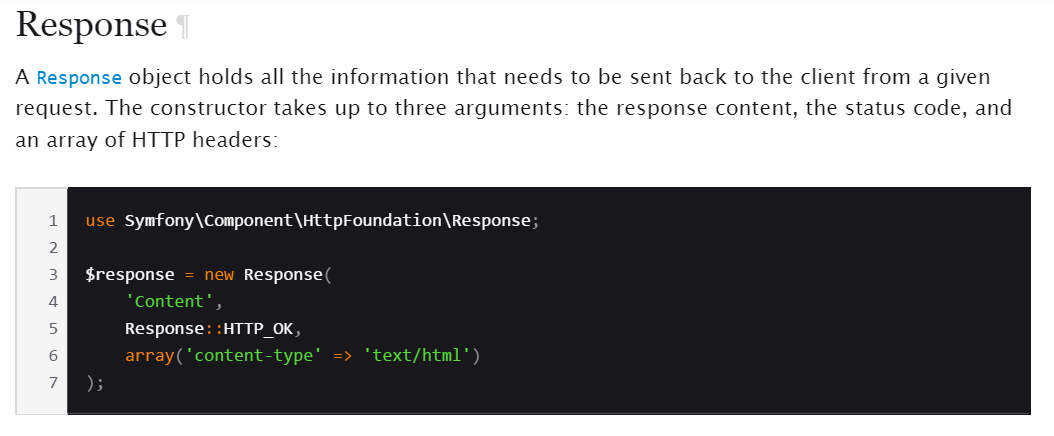 Response ¶
A Response object holds all the information that needs to be sent back to the client from a given
request. The constructor takes up to three arguments: the response content, the status code, and
an array of HTTP headers:
1 use Symfony\Component\HttpFoundation\Response;
2
3 $response = new Response(
4     'Content',
5     Response::HTTP_OK,
6     array('content-type' => 'text/html')
7 );